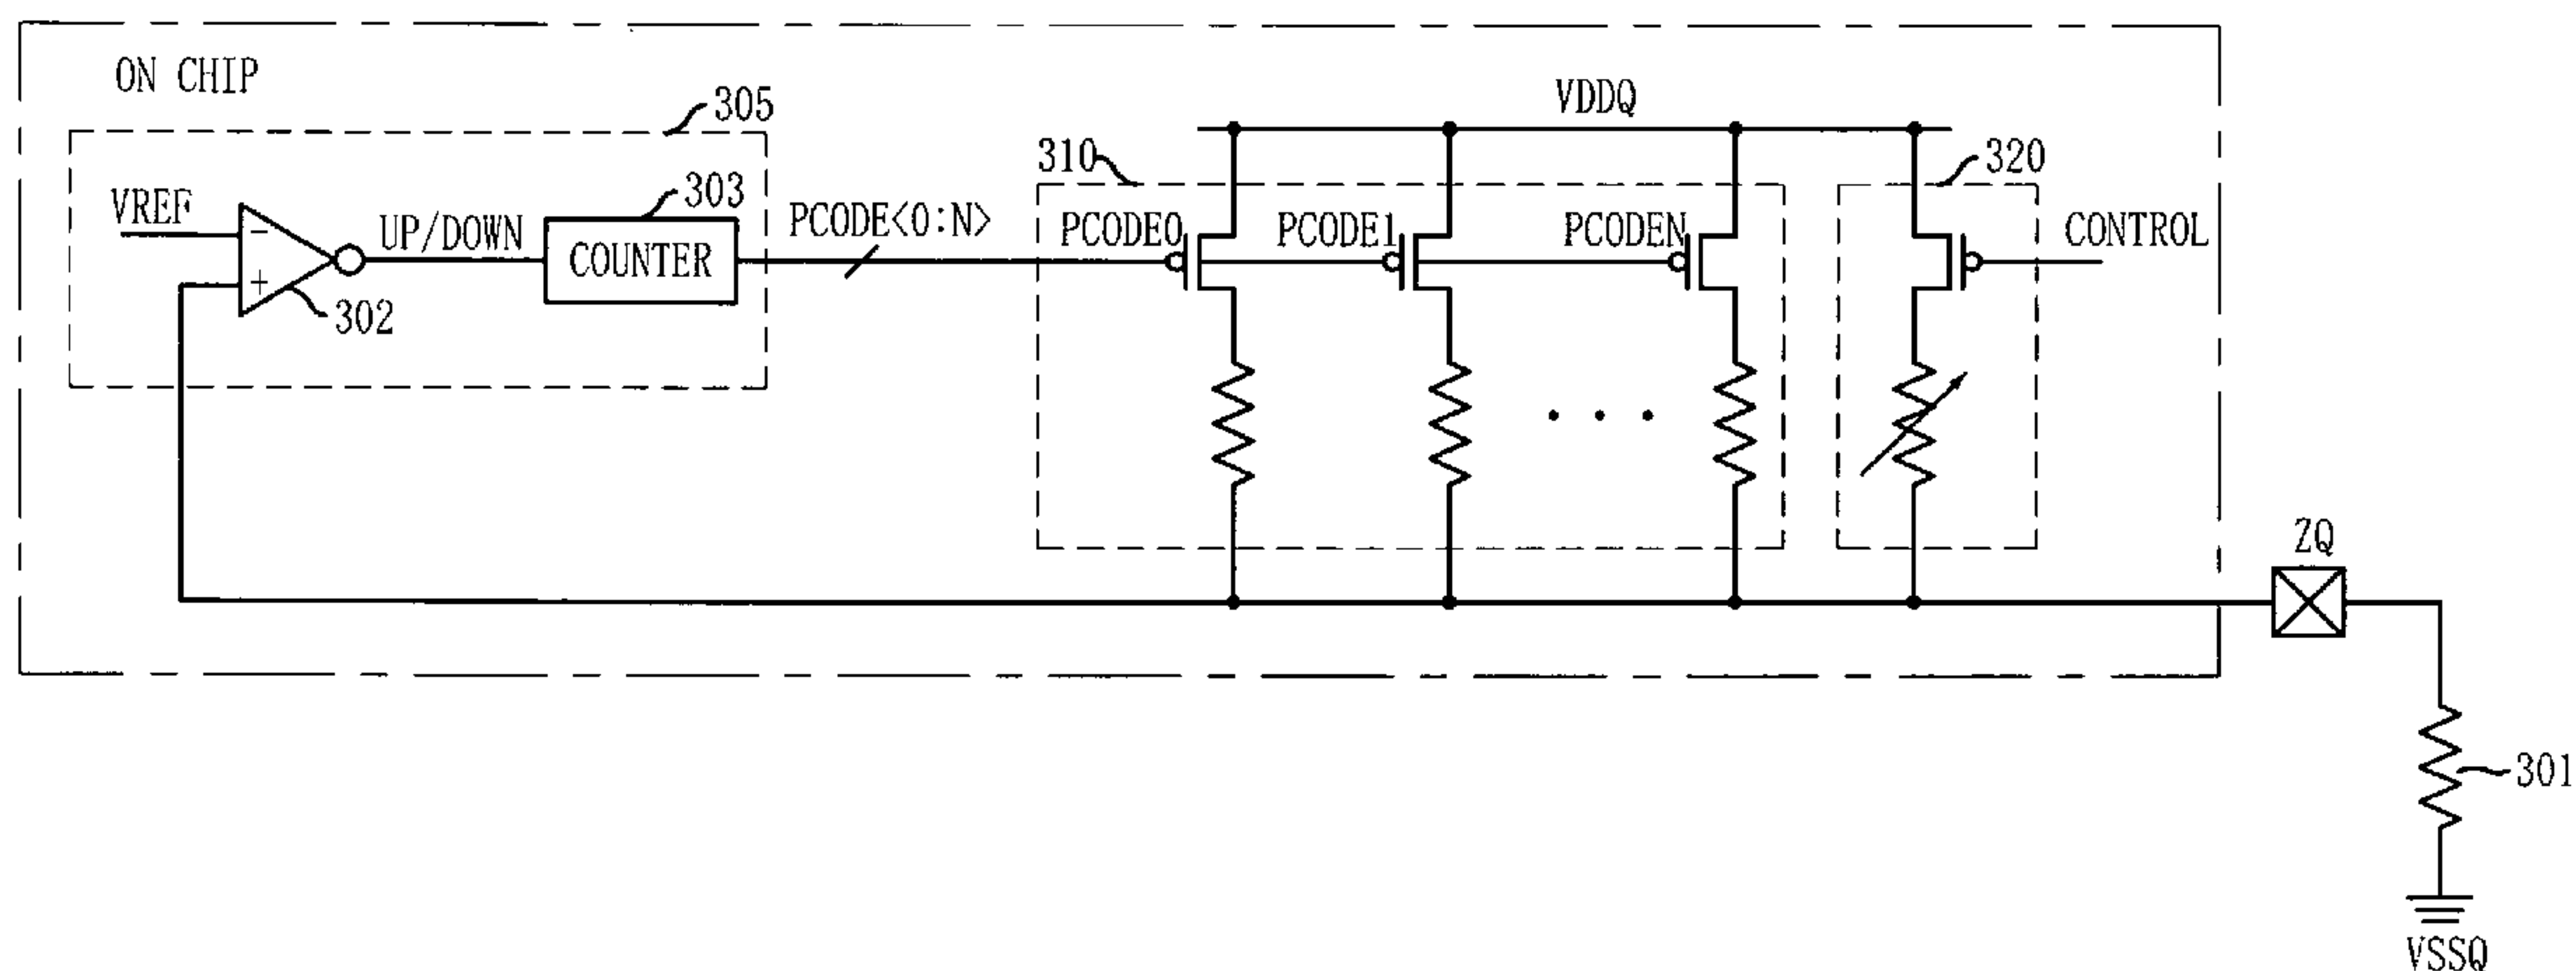 ON CHIP
305
VDDQ
310
320
VREF
303
UP/DOWN
COUNTER
PCODE<0:N>
PCODE0
PCODE1
PCODEN
CONTROL
−
+
302
ZQ
301
VSSQ